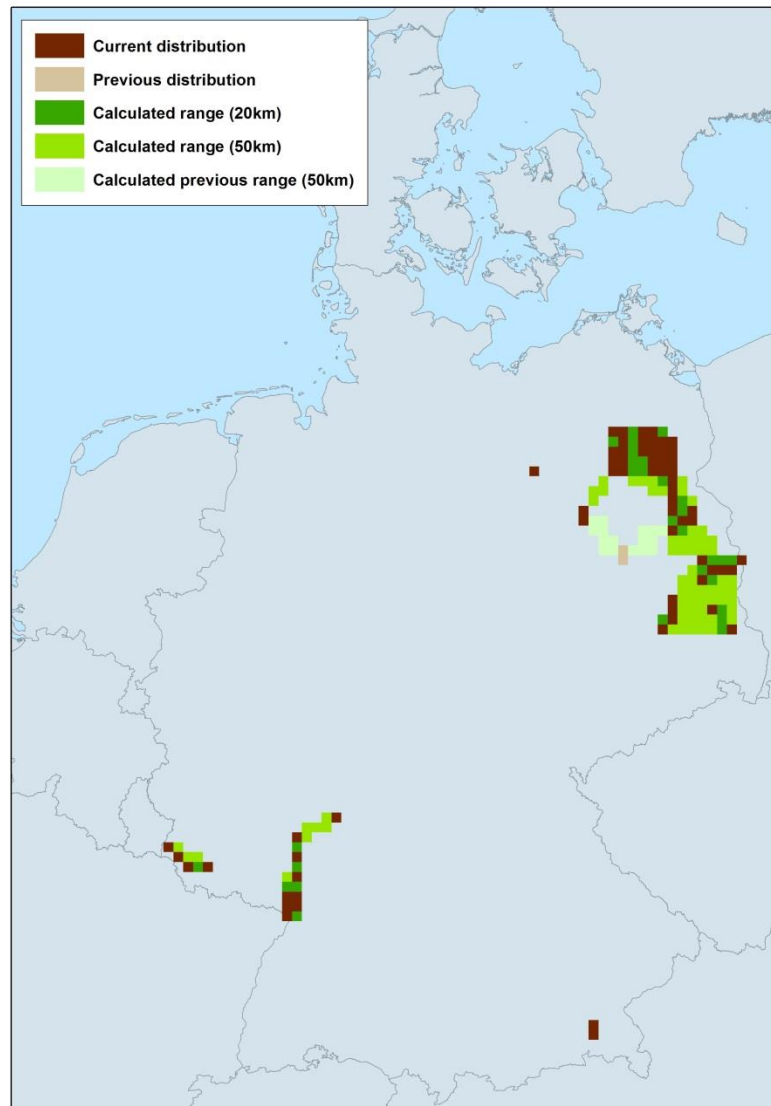 Current distribution
Previous distribution
Calculated range (20km)
Calculated range (50km)
Calculated previous range (50km)